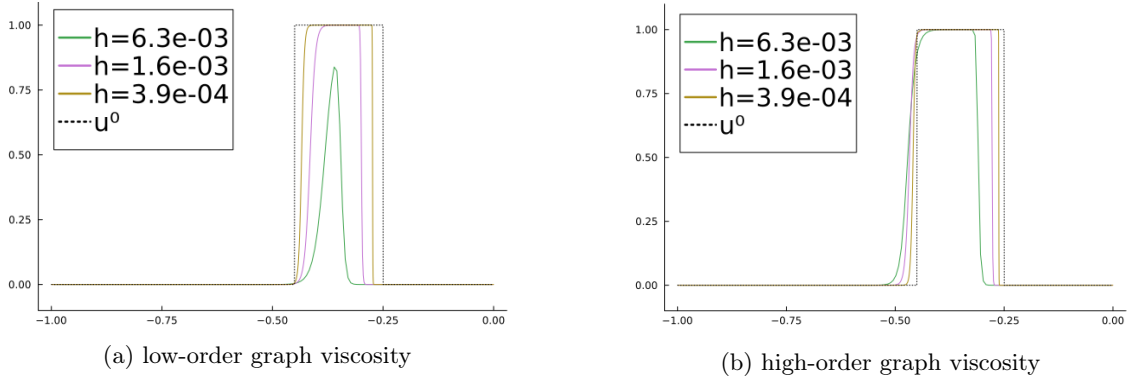 1.00
0.75
0.50
0.25
0.00
h=6.3e-03
h=1.6e-03
h=3.9e-04
u⁰
−1.00 −0.75 −0.50 −0.25 0.00
(a) low-order graph viscosity
1.00
0.75
0.50
0.25
0.00
h=6.3e-03
h=1.6e-03
h=3.9e-04
u⁰
−1.00 −0.75 −0.50 −0.25 0.00
(b) high-order graph viscosity